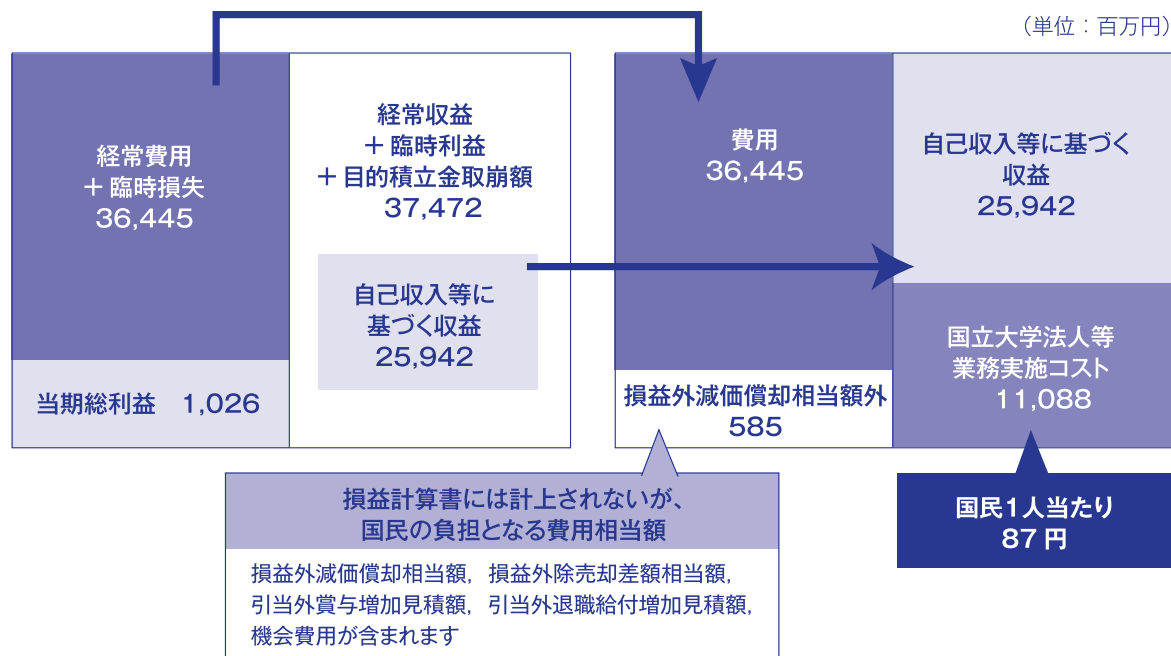 （単位：百万円）
経常費用
＋臨時損失
36,445
当期総利益　1,026
経常収益
＋臨時利益
＋目的積立金取崩額
37,472
自己収入等に
基づく収益
25,942
費用
36,445
損益外減価償却相当額外
585
自己収入等に基づく
収益
25,942
国立大学法人等
業務実施コスト
11,088
国民1人当たり
87 円
損益計算書には計上されないが、
国民の負担となる費用相当額
損益外減価償却相当額，損益外除売却差額相当額，
引当外賞与増加見積額，引当外退職給付増加見積額，
機会費用が含まれます